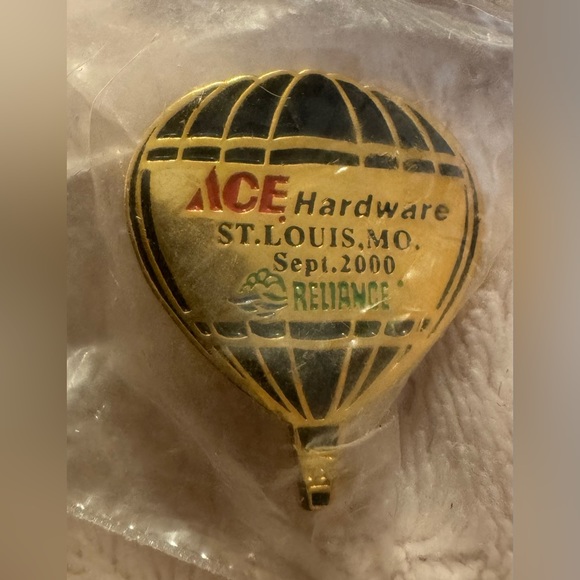 ACE Hardware
ST.LOUIS,MO.
Sept.2000
RELIANCE